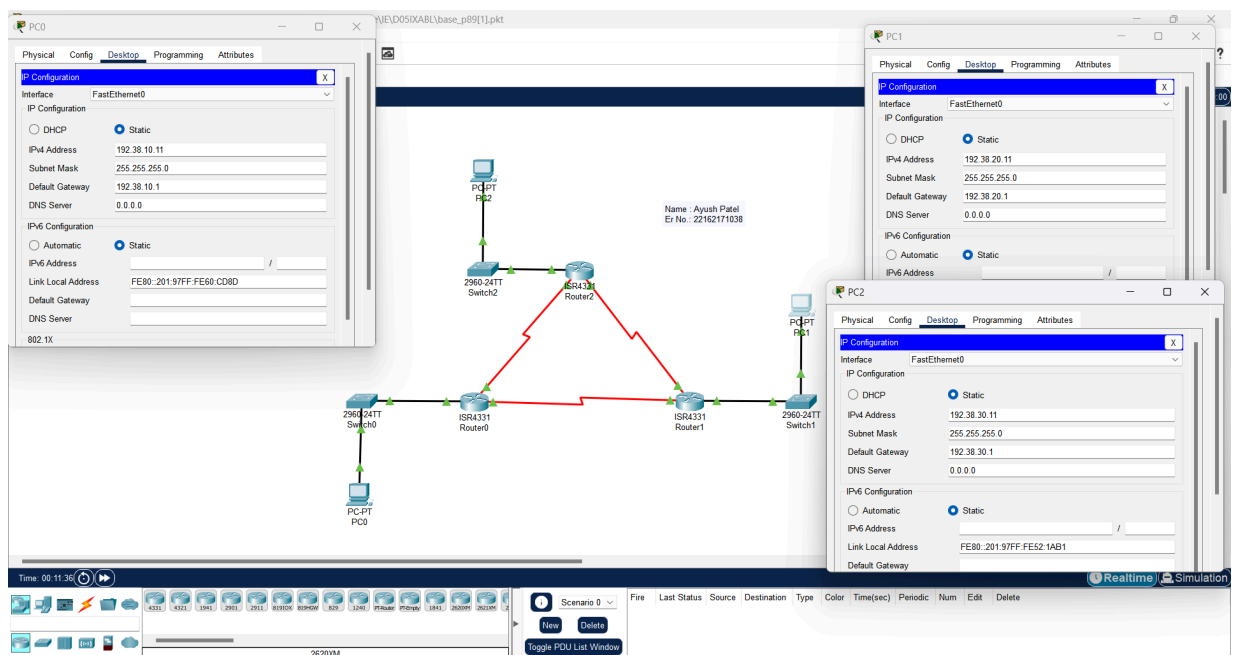 e\IE\D05IXABL\base_p89[1].pkt
PC0
Physical Config Desktop Programming Attributes
IP Configuration X
Interface FastEthernet0
IP Configuration
DHCP Static
IPv4 Address 192.38.10.11
Subnet Mask 255.255.255.0
Default Gateway 192.38.10.1
DNS Server 0.0.0.0
IPv6 Configuration
Automatic Static
IPv6 Address /
Link Local Address FE80::201:97FF:FE60:CD8D
Default Gateway
DNS Server
802.1X
PC1
Physical Config Desktop Programming Attributes
?
IP Configuration X
Interface FastEthernet0
:00
IP Configuration
DHCP Static
IPv4 Address 192.38.20.11
Subnet Mask 255.255.255.0
Default Gateway 192.38.20.1
DNS Server 0.0.0.0
IPv6 Configuration
Automatic Static
IPv6 Address /
PC2
Physical Config Desktop Programming Attributes
IP Configuration X
Interface FastEthernet0
IP Configuration
DHCP Static
IPv4 Address 192.38.30.11
Subnet Mask 255.255.255.0
Default Gateway 192.38.30.1
DNS Server 0.0.0.0
IPv6 Configuration
Automatic Static
IPv6 Address /
Link Local Address FE80::201:97FF:FE52:1AB1
Default Gateway
PC-PT
PC2
Name : Ayush Patel
Er No.: 22162171038
2960-24TT
Switch2
ISR4331
Router2
PC-PT
PC1
2960-24TT
Switch0
ISR4331
Router0
ISR4331
Router1
2960-24TT
Switch1
PC-PT
PC0
Time: 00:11:36
Realtime Simulation
4331 4321 1941 2901 2911 819IOX 819HGW 829 1240 PT-Router PT-Empty 1841 2620XM 2621XM 2
2620XM
Scenario 0
New Delete
Toggle PDU List Window
Fire Last Status Source Destination Type Color Time(sec) Periodic Num Edit Delete